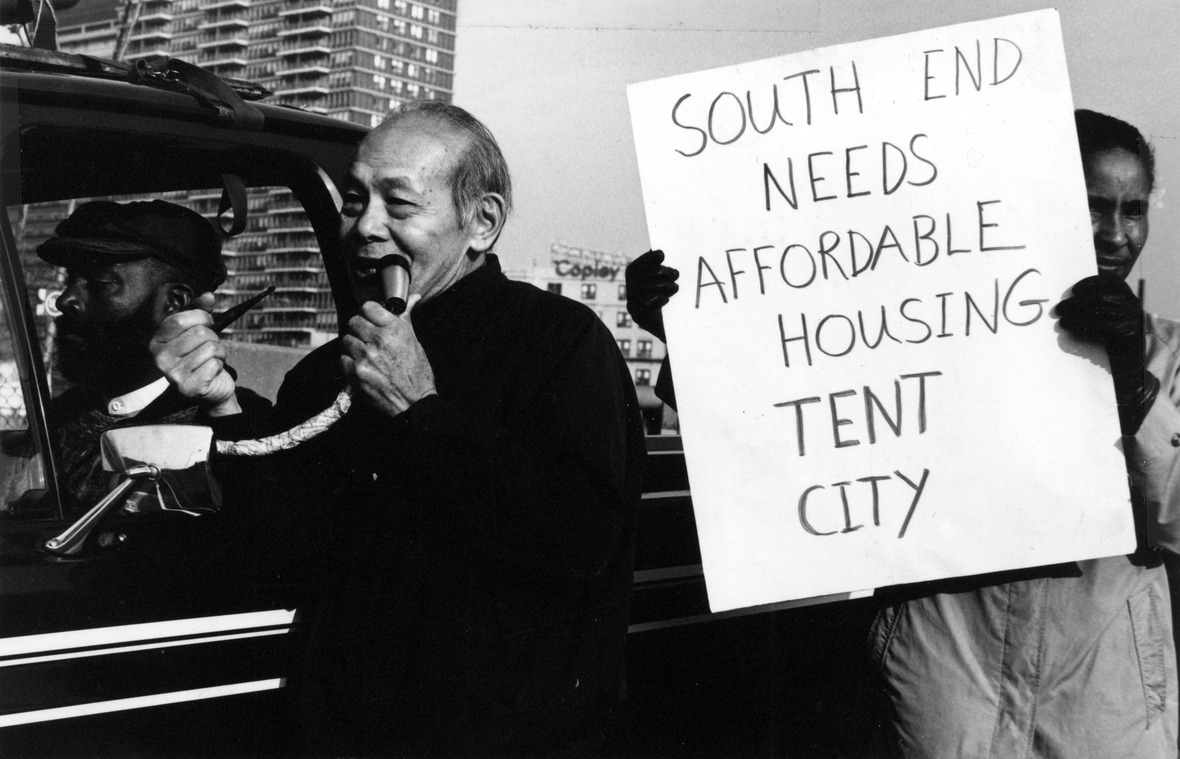 SOUTH END
NEEDS
AFFORDABLE
HOUSING
TENT
CITY
Copley